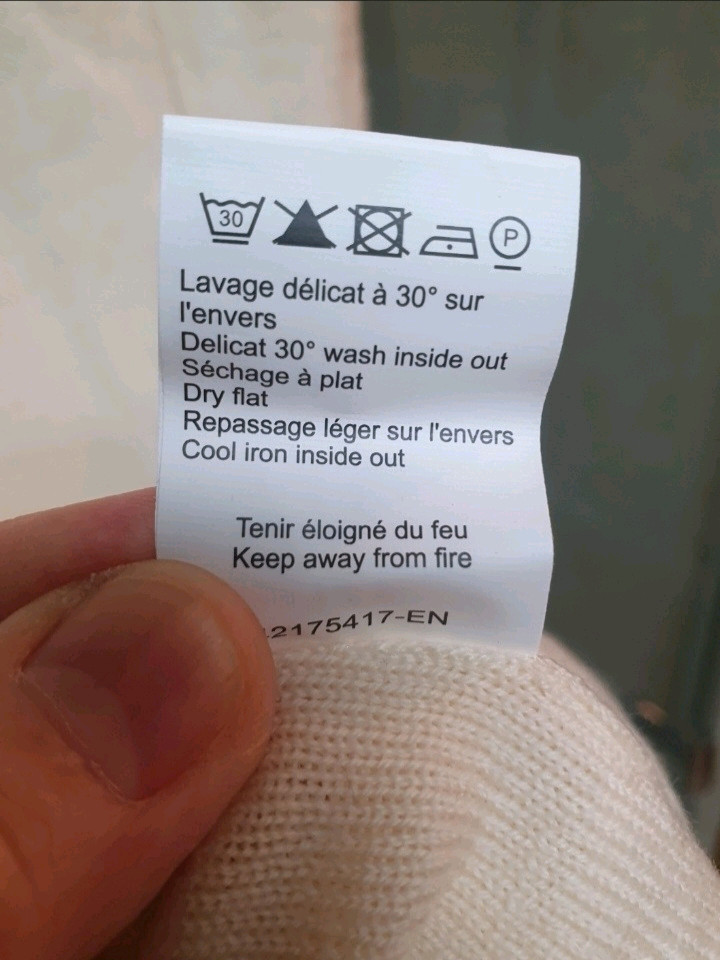 30 P
Lavage délicat à 30° sur
l'envers
Delicat 30° wash inside out
Séchage à plat
Dry flat
Repassage léger sur l'envers
Cool iron inside out
Tenir éloigné du feu
Keep away from fire
2175417-EN